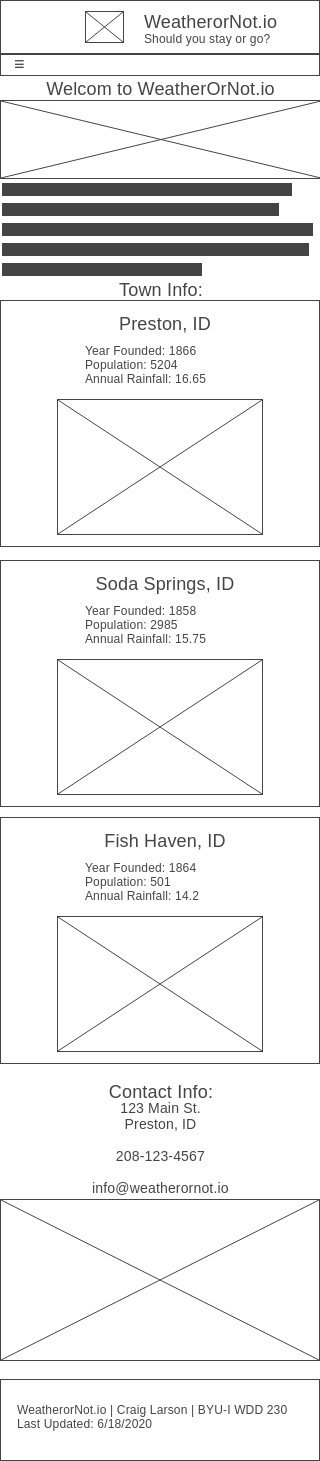 WeatherorNot.io
Should you stay or go?
≡
Welcom to WeatherOrNot.io
Town Info:
Preston, ID
Year Founded: 1866
Population: 5204
Annual Rainfall: 16.65
Soda Springs, ID
Year Founded: 1858
Population: 2985
Annual Rainfall: 15.75
Fish Haven, ID
Year Founded: 1864
Population: 501
Annual Rainfall: 14.2
Contact Info:
123 Main St.
Preston, ID
208-123-4567
info@weatherornot.io
WeatherorNot.io | Craig Larson | BYU-I WDD 230
Last Updated: 6/18/2020